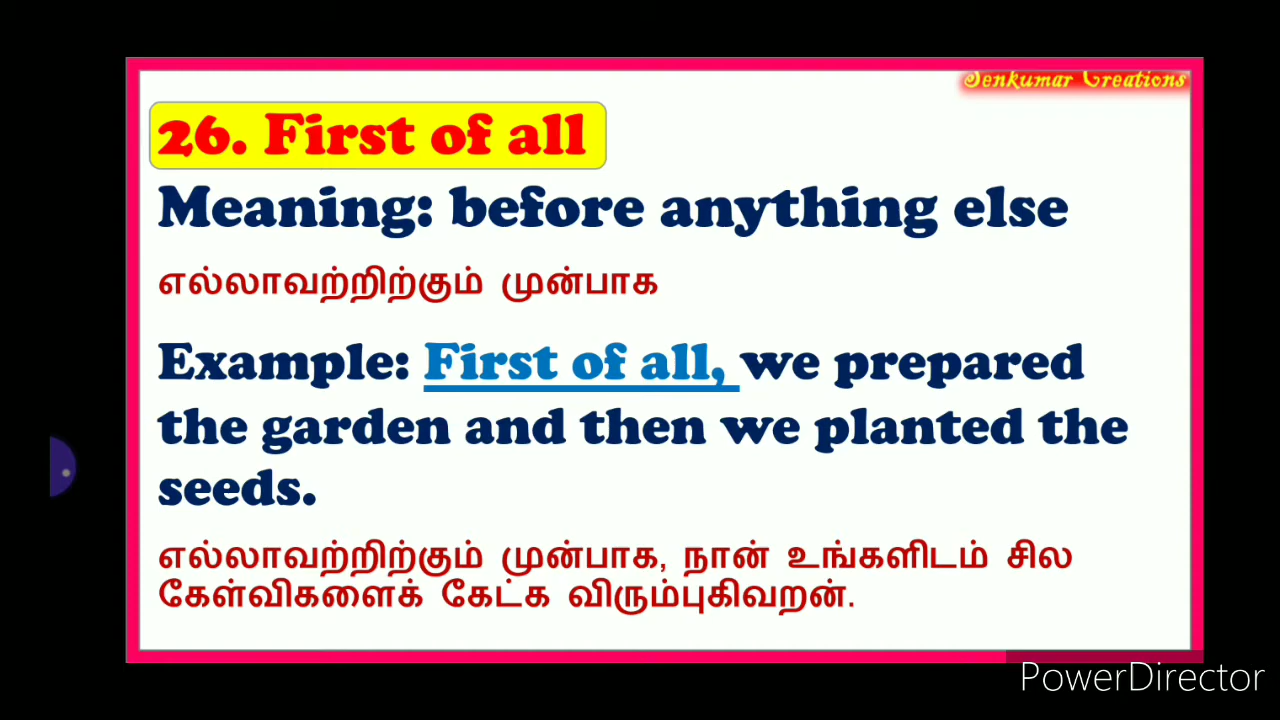 Jenkumar Creations
26. First of all
Meaning: before anything else
எல்லாவற்றிற்கும் முன்பாக
Example: First of all, we prepared
the garden and then we planted the
seeds.
எல்லாவற்றிற்கும் முன்பாக, நான் உங்களிடம் சில
கேள்விகளைக் கேட்க விரும்புகிவறன்.
PowerDirector